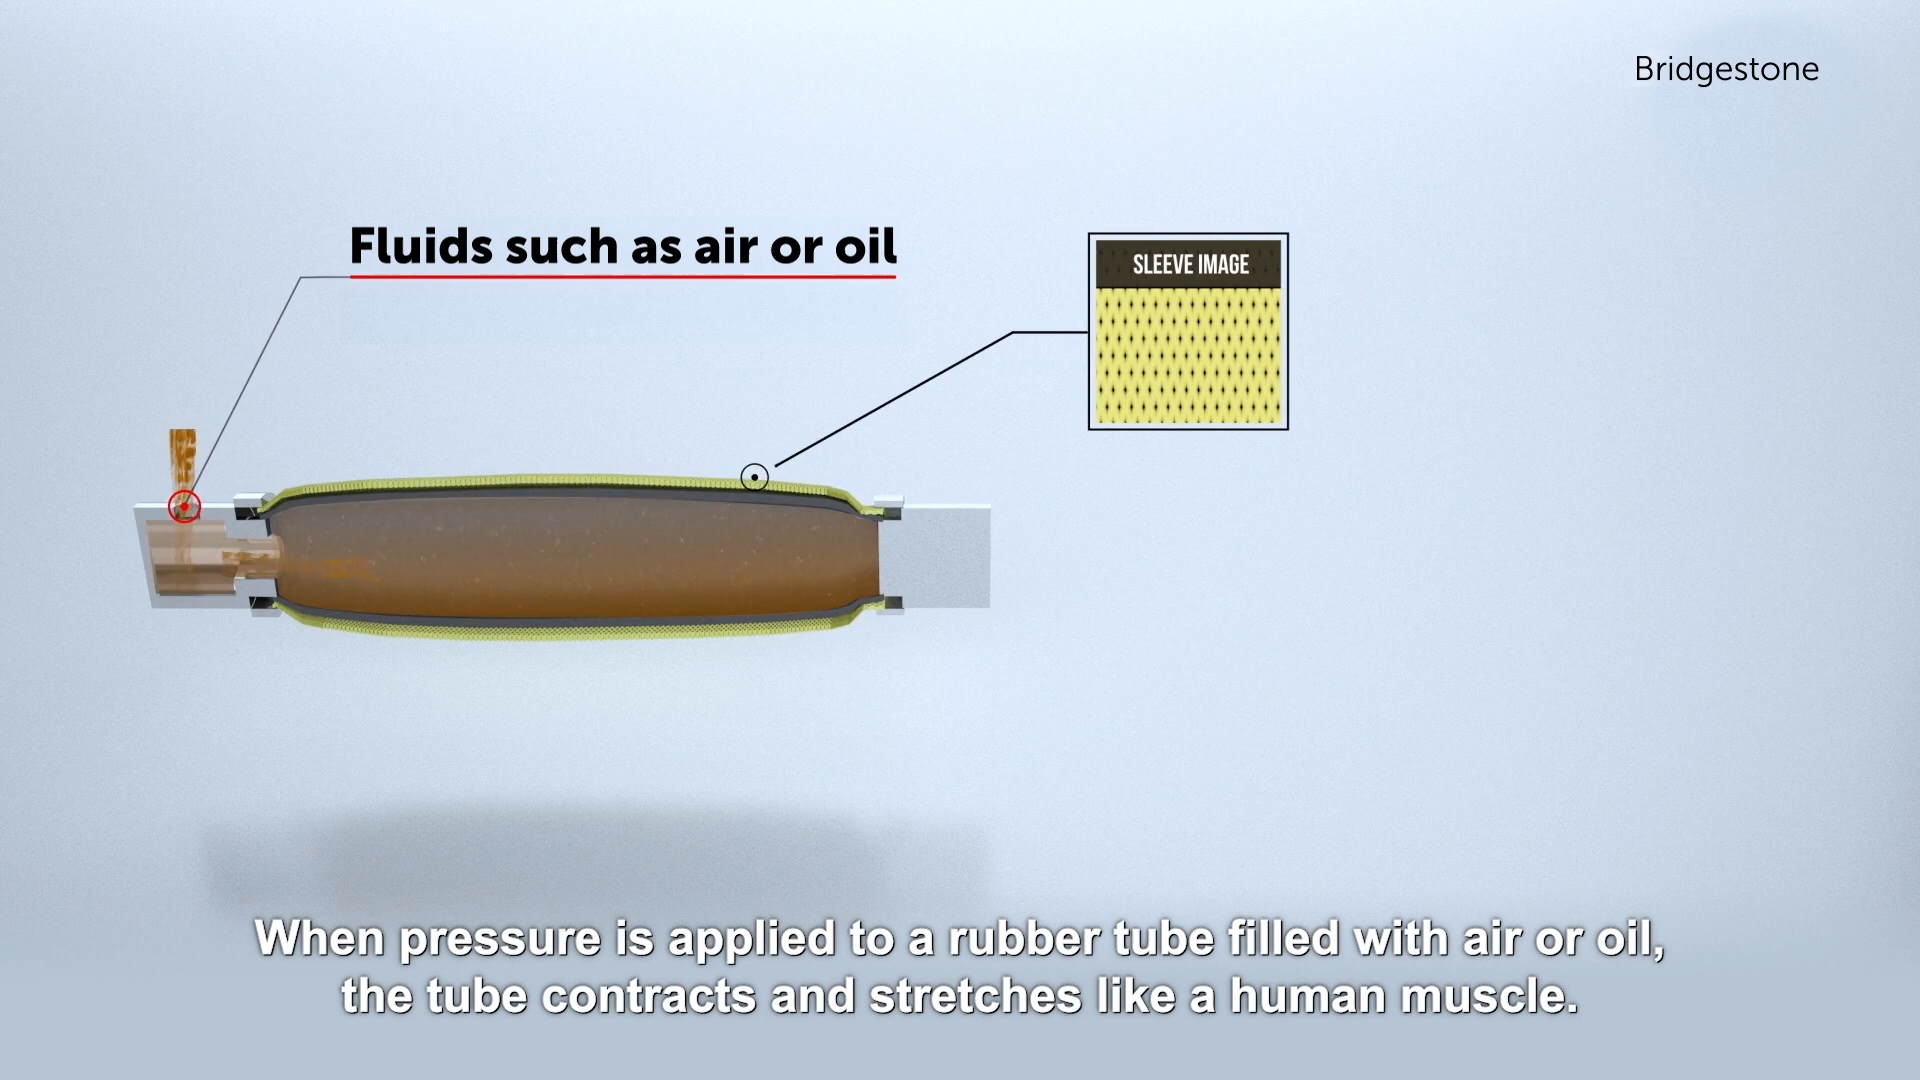 Bridgestone
Fluids such as air or oil
SLEEVE IMAGE
When pressure is applied to a rubber tube filled with air or oil,
the tube contracts and stretches like a human muscle.